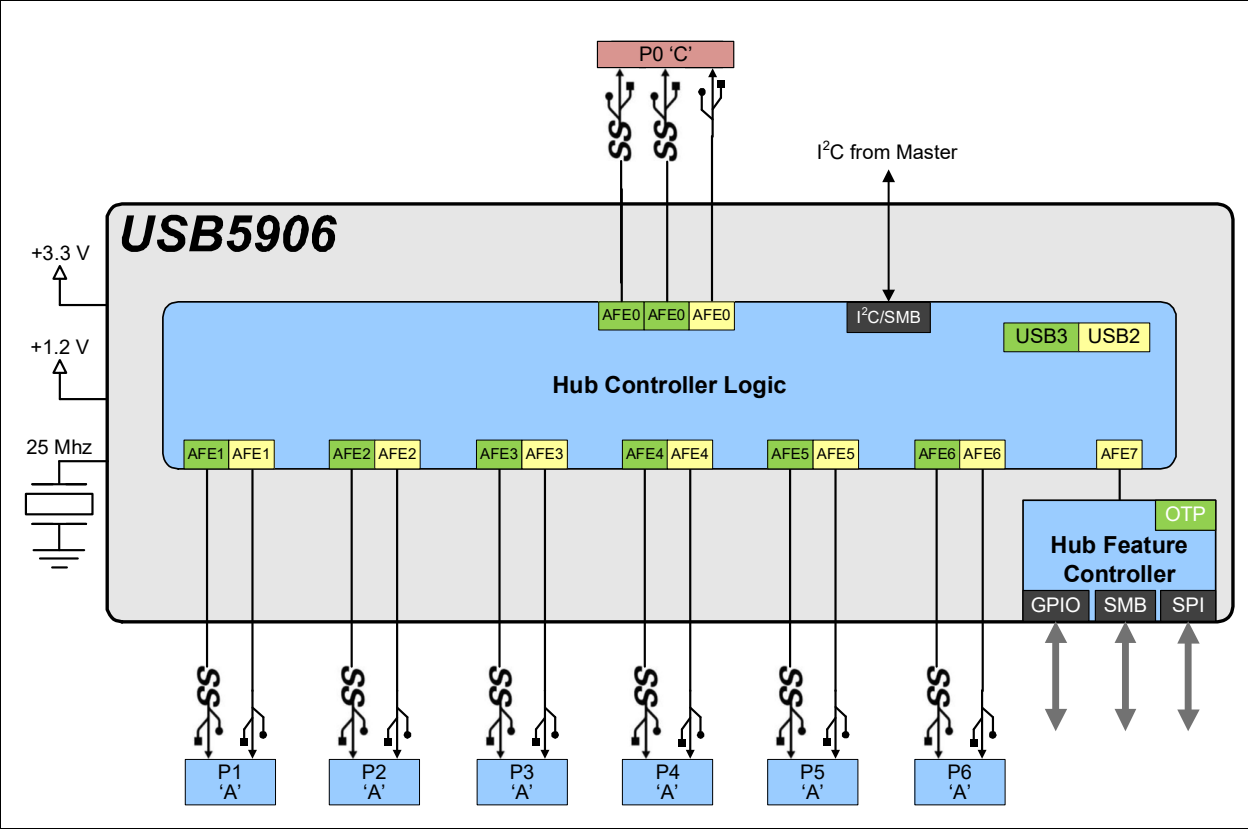 P0 ‘C’
SS SS
I²C from Master
USB5906
+3.3 V
AFE0 AFE0 AFE0
I²C/SMB
USB3 USB2
+1.2 V
Hub Controller Logic
25 Mhz
AFE1 AFE1 AFE2 AFE2 AFE3 AFE3 AFE4 AFE4 AFE5 AFE5 AFE6 AFE6 AFE7
OTP
Hub Feature
Controller
GPIO SMB SPI
SS SS SS SS SS SS
P1 P2 P3 P4 P5 P6
‘A’ ‘A’ ‘A’ ‘A’ ‘A’ ‘A’